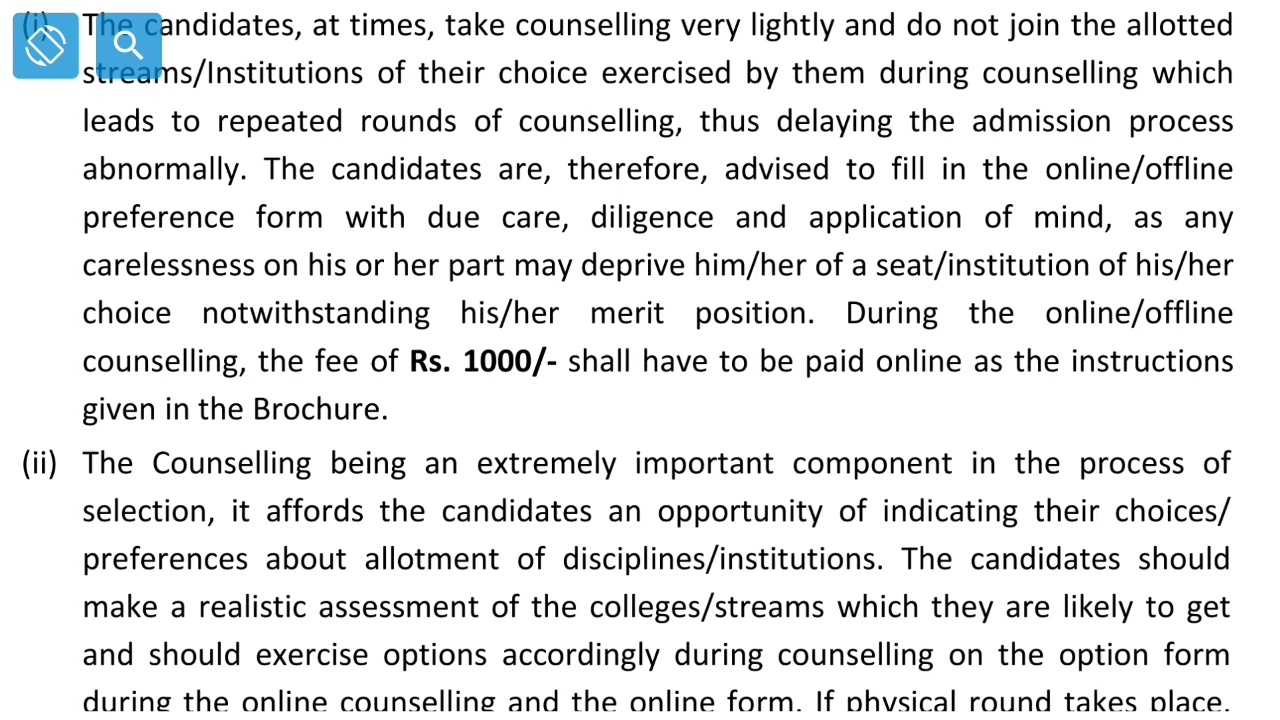 (i) The candidates, at times, take counselling very lightly and do not join the allotted
streams/Institutions of their choice exercised by them during counselling which
leads to repeated rounds of counselling, thus delaying the admission process
abnormally. The candidates are, therefore, advised to fill in the online/offline
preference form with due care, diligence and application of mind, as any
carelessness on his or her part may deprive him/her of a seat/institution of his/her
choice notwithstanding his/her merit position. During the online/offline
counselling, the fee of Rs. 1000/- shall have to be paid online as the instructions
given in the Brochure.
(ii) The Counselling being an extremely important component in the process of
selection, it affords the candidates an opportunity of indicating their choices/
preferences about allotment of disciplines/institutions. The candidates should
make a realistic assessment of the colleges/streams which they are likely to get
and should exercise options accordingly during counselling on the option form
during the online counselling and the online form. If physical round takes place,